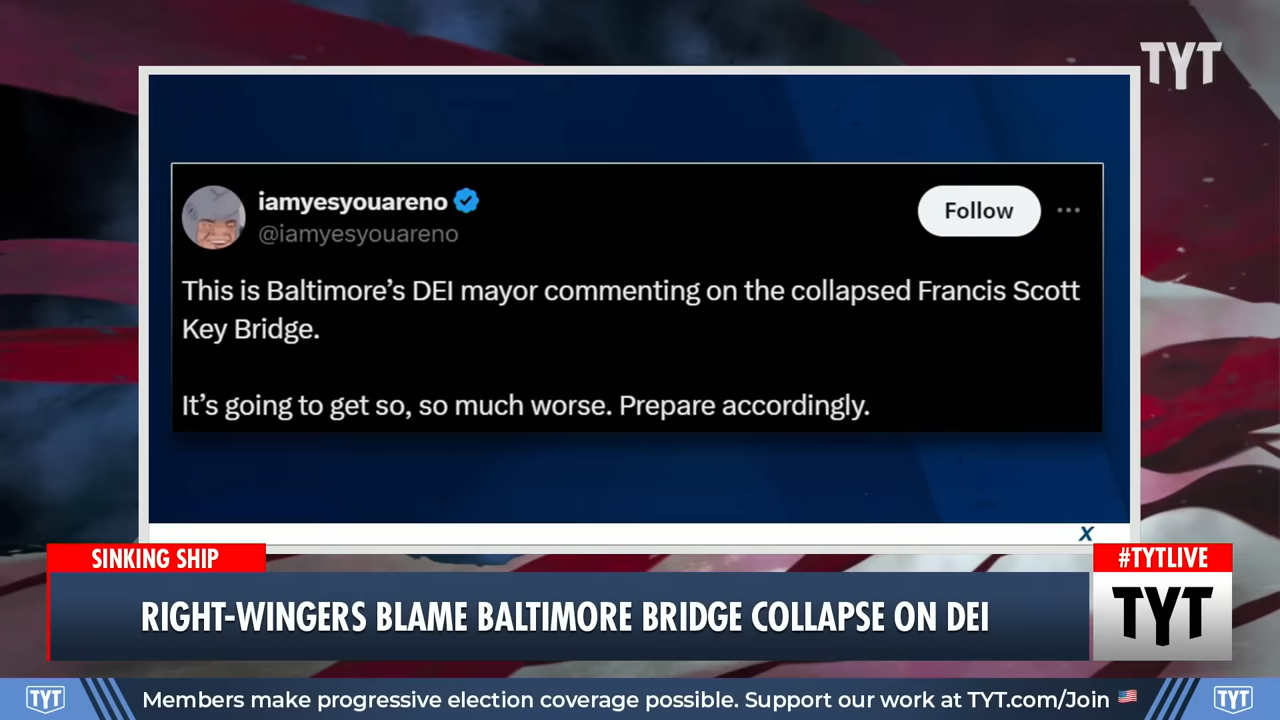 TYT
iamyesyouareno
@iamyesyouareno
Follow
This is Baltimore’s DEI mayor commenting on the collapsed Francis Scott
Key Bridge.
It’s going to get so, so much worse. Prepare accordingly.
X
SINKING SHIP
#TYTLIVE
RIGHT-WINGERS BLAME BALTIMORE BRIDGE COLLAPSE ON DEI
TYT
TYT
Members make progressive election coverage possible. Support our work at TYT.com/Join 🇺🇸
TYT